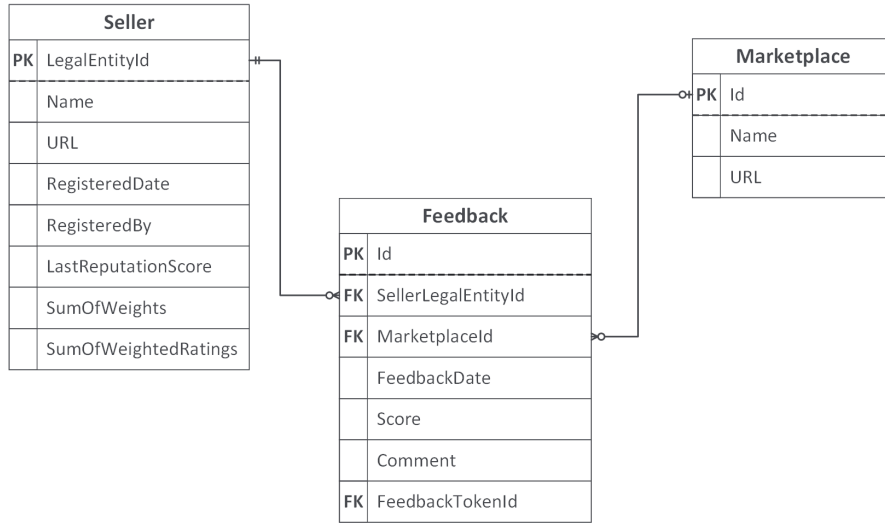 Seller
PK LegalEntityId
Name
URL
RegisteredDate
RegisteredBy
LastReputationScore
SumOfWeights
SumOfWeightedRatings
Marketplace
PK Id
Name
URL
Feedback
PK Id
FK SellerLegalEntityId
FK MarketplaceId
FeedbackDate
Score
Comment
FK FeedbackTokenId